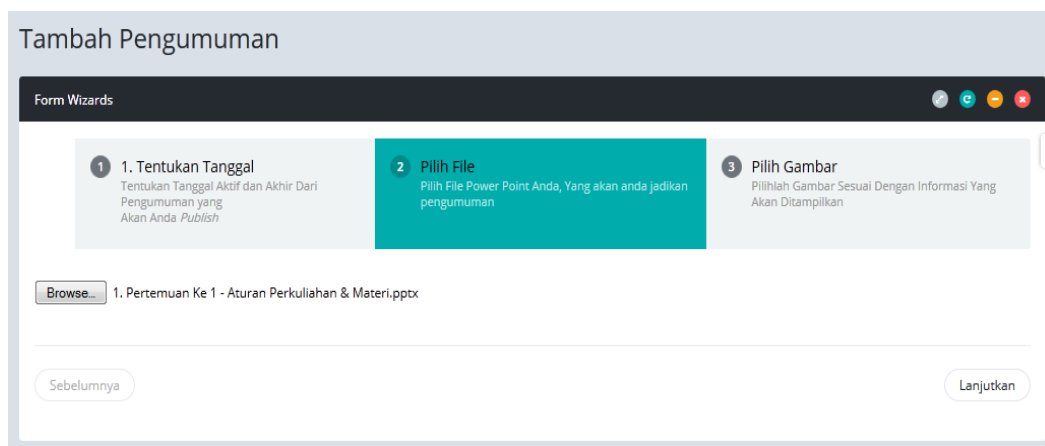 Tambah Pengumuman
Form Wizards
1 1. Tentukan Tanggal
Tentukan Tanggal Aktif dan Akhir Dari
Pengumuman yang
Akan Anda Publish
2 Pilih File
Pilih File Power Point Anda, Yang akan anda jadikan
pengumuman
3 Pilih Gambar
Pilihlah Gambar Sesuai Dengan Informasi Yang
Akan Ditampilkan
Browse... 1. Pertemuan Ke 1 - Aturan Perkuliahan & Materi.pptx
Sebelumnya
Lanjutkan